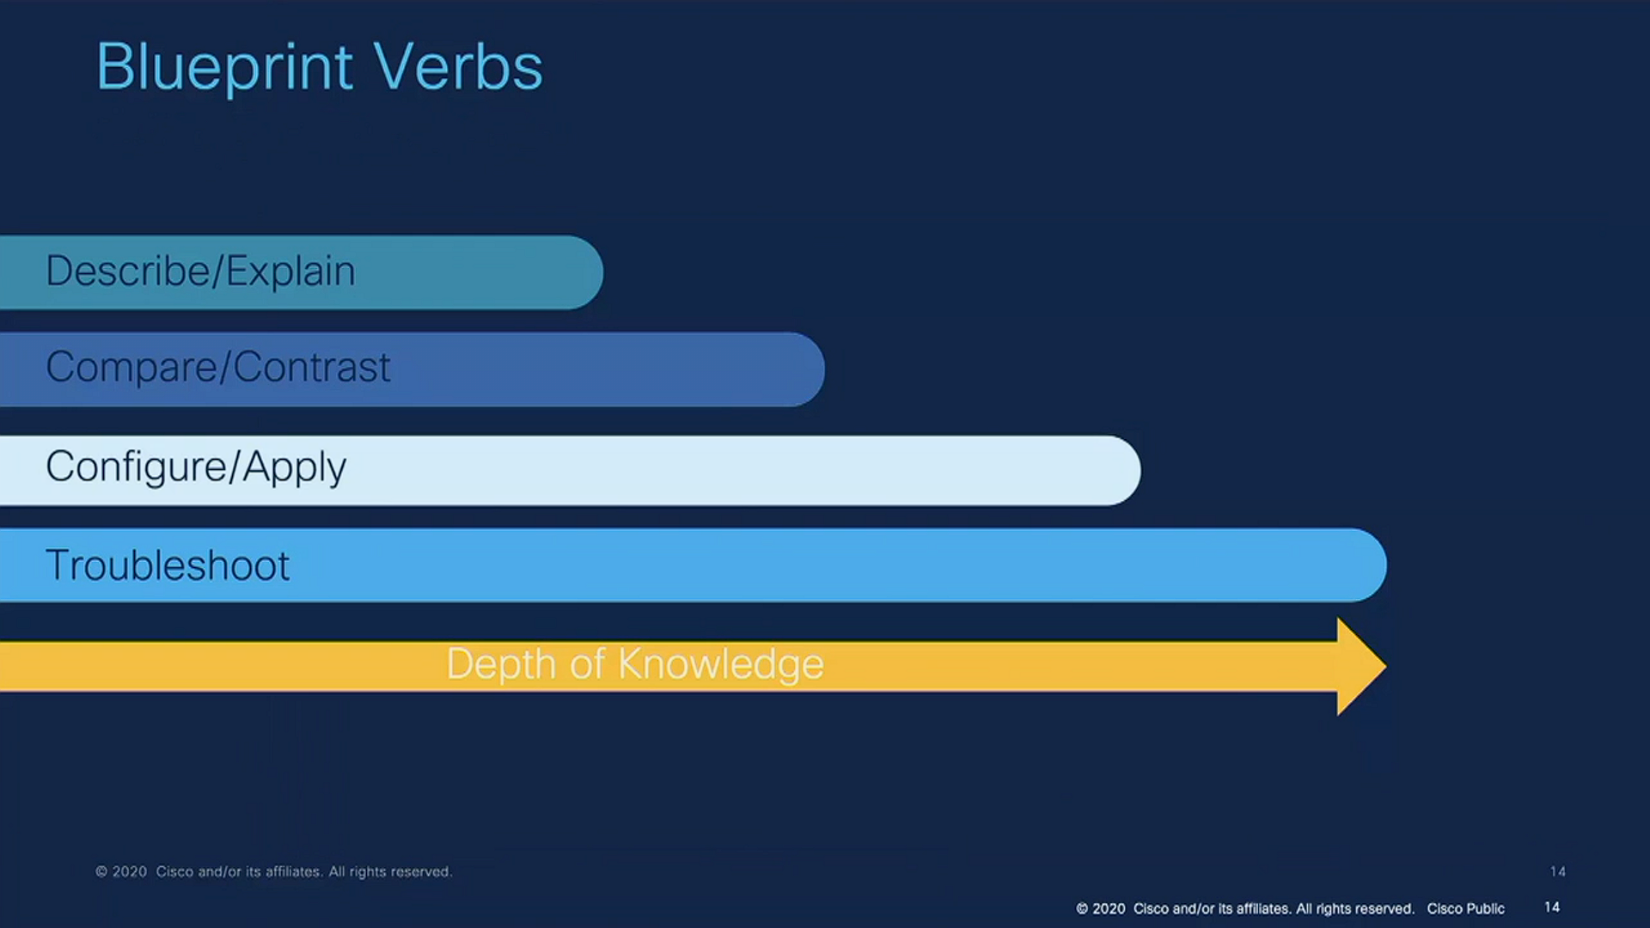 Blueprint Verbs
Describe/Explain
Compare/Contrast
Configure/Apply
Troubleshoot
Depth of Knowledge
© 2020 Cisco and/or its affiliates. All rights reserved.
14
© 2020 Cisco and/or its affiliates. All rights reserved. Cisco Public 14